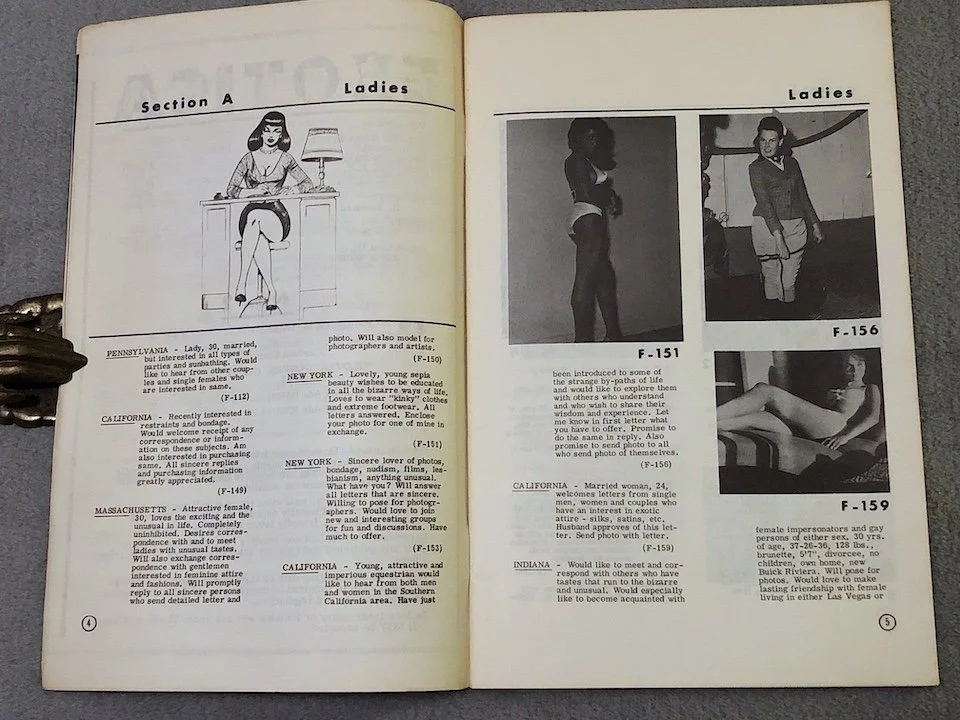 Section A
Ladies
PENNSYLVANIA - Lady, 30, married,
but interested in all types of
parties and sunbathing. Would
like to hear from other coup-
les and single females who
are interested in same.
(F-112)
CALIFORNIA - Recently interested in
restraints and bondage.
Would welcome receipt of any
correspondence or inform-
ation on these subjects. Am
also interested in purchasing
same. All sincere replies
and purchasing information
greatly appreciated.
(F-149)
MASSACHUSETTS - Attractive female,
30, loves the exciting and the
unusual in life. Completely
uninhibited. Desires corres-
pondence with and to meet
ladies with unusual tastes.
Will also exchange corres-
pondence with gentlemen
interested in feminine attire
and fashions. Will promptly
reply to all sincere persons
who send detailed letter and
photo. Will also model for
photographers and artists.
(F-150)
NEW YORK - Lovely, young sepia
beauty wishes to be educated
in all the bizarre ways of life.
Loves to wear "kinky" clothes
and extreme footwear. All
letters answered. Enclose
your photo for one of mine in
exchange.
(F-151)
NEW YORK - Sincere lover of photos,
bondage, nudism, films, les-
bianism, anything unusual.
What have you? Will answer
all letters that are sincere.
Willing to pose for photogr-
aphers. Would love to join
new and interesting groups
for fun and discussions. Have
much to offer.
(F-153)
CALIFORNIA - Young, attractive and
imperious equestrian would
like to hear from both men
and women in the Southern
California area. Have just
4
Ladies
F-151
F-156
F-159
been introduced to some of
the strange by-paths of life
and would like to explore them
with others who understand
and who wish to share their
wisdom and experience. Let
me know in first letter what
you have to offer. Promise to
do the same in reply. Also
promise to send photo to all
who send photo of themselves.
(F-156)
CALIFORNIA - Married woman, 24,
welcomes letters from single
men, women and couples who
have an interest in exotic
attire - silks, satins, etc.
Husband approves of this let-
ter. Send photo with letter.
(F-159)
INDIANA - Would like to meet and cor-
respond with others who have
tastes that run to the bizarre
and unusual. Would especially
like to become acquainted with
female impersonators and gay
persons of either sex. 30 yrs.
of age, 37-26-36, 128 lbs.,
brunette, 5'7", divorcee, no
children, own home, new
Buick Riviera. Will pose for
photos. Would love to make
lasting friendship with female
living in either Las Vegas or
5